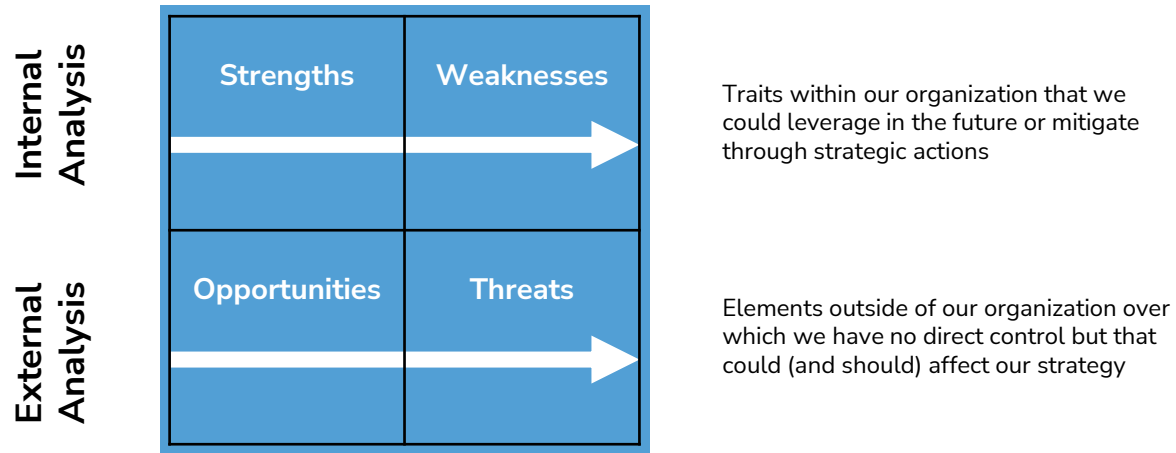 Internal
Analysis
Strengths
Weaknesses
Traits within our organization that we
could leverage in the future or mitigate
through strategic actions
External
Analysis
Opportunities
Threats
Elements outside of our organization over
which we have no direct control but that
could (and should) affect our strategy